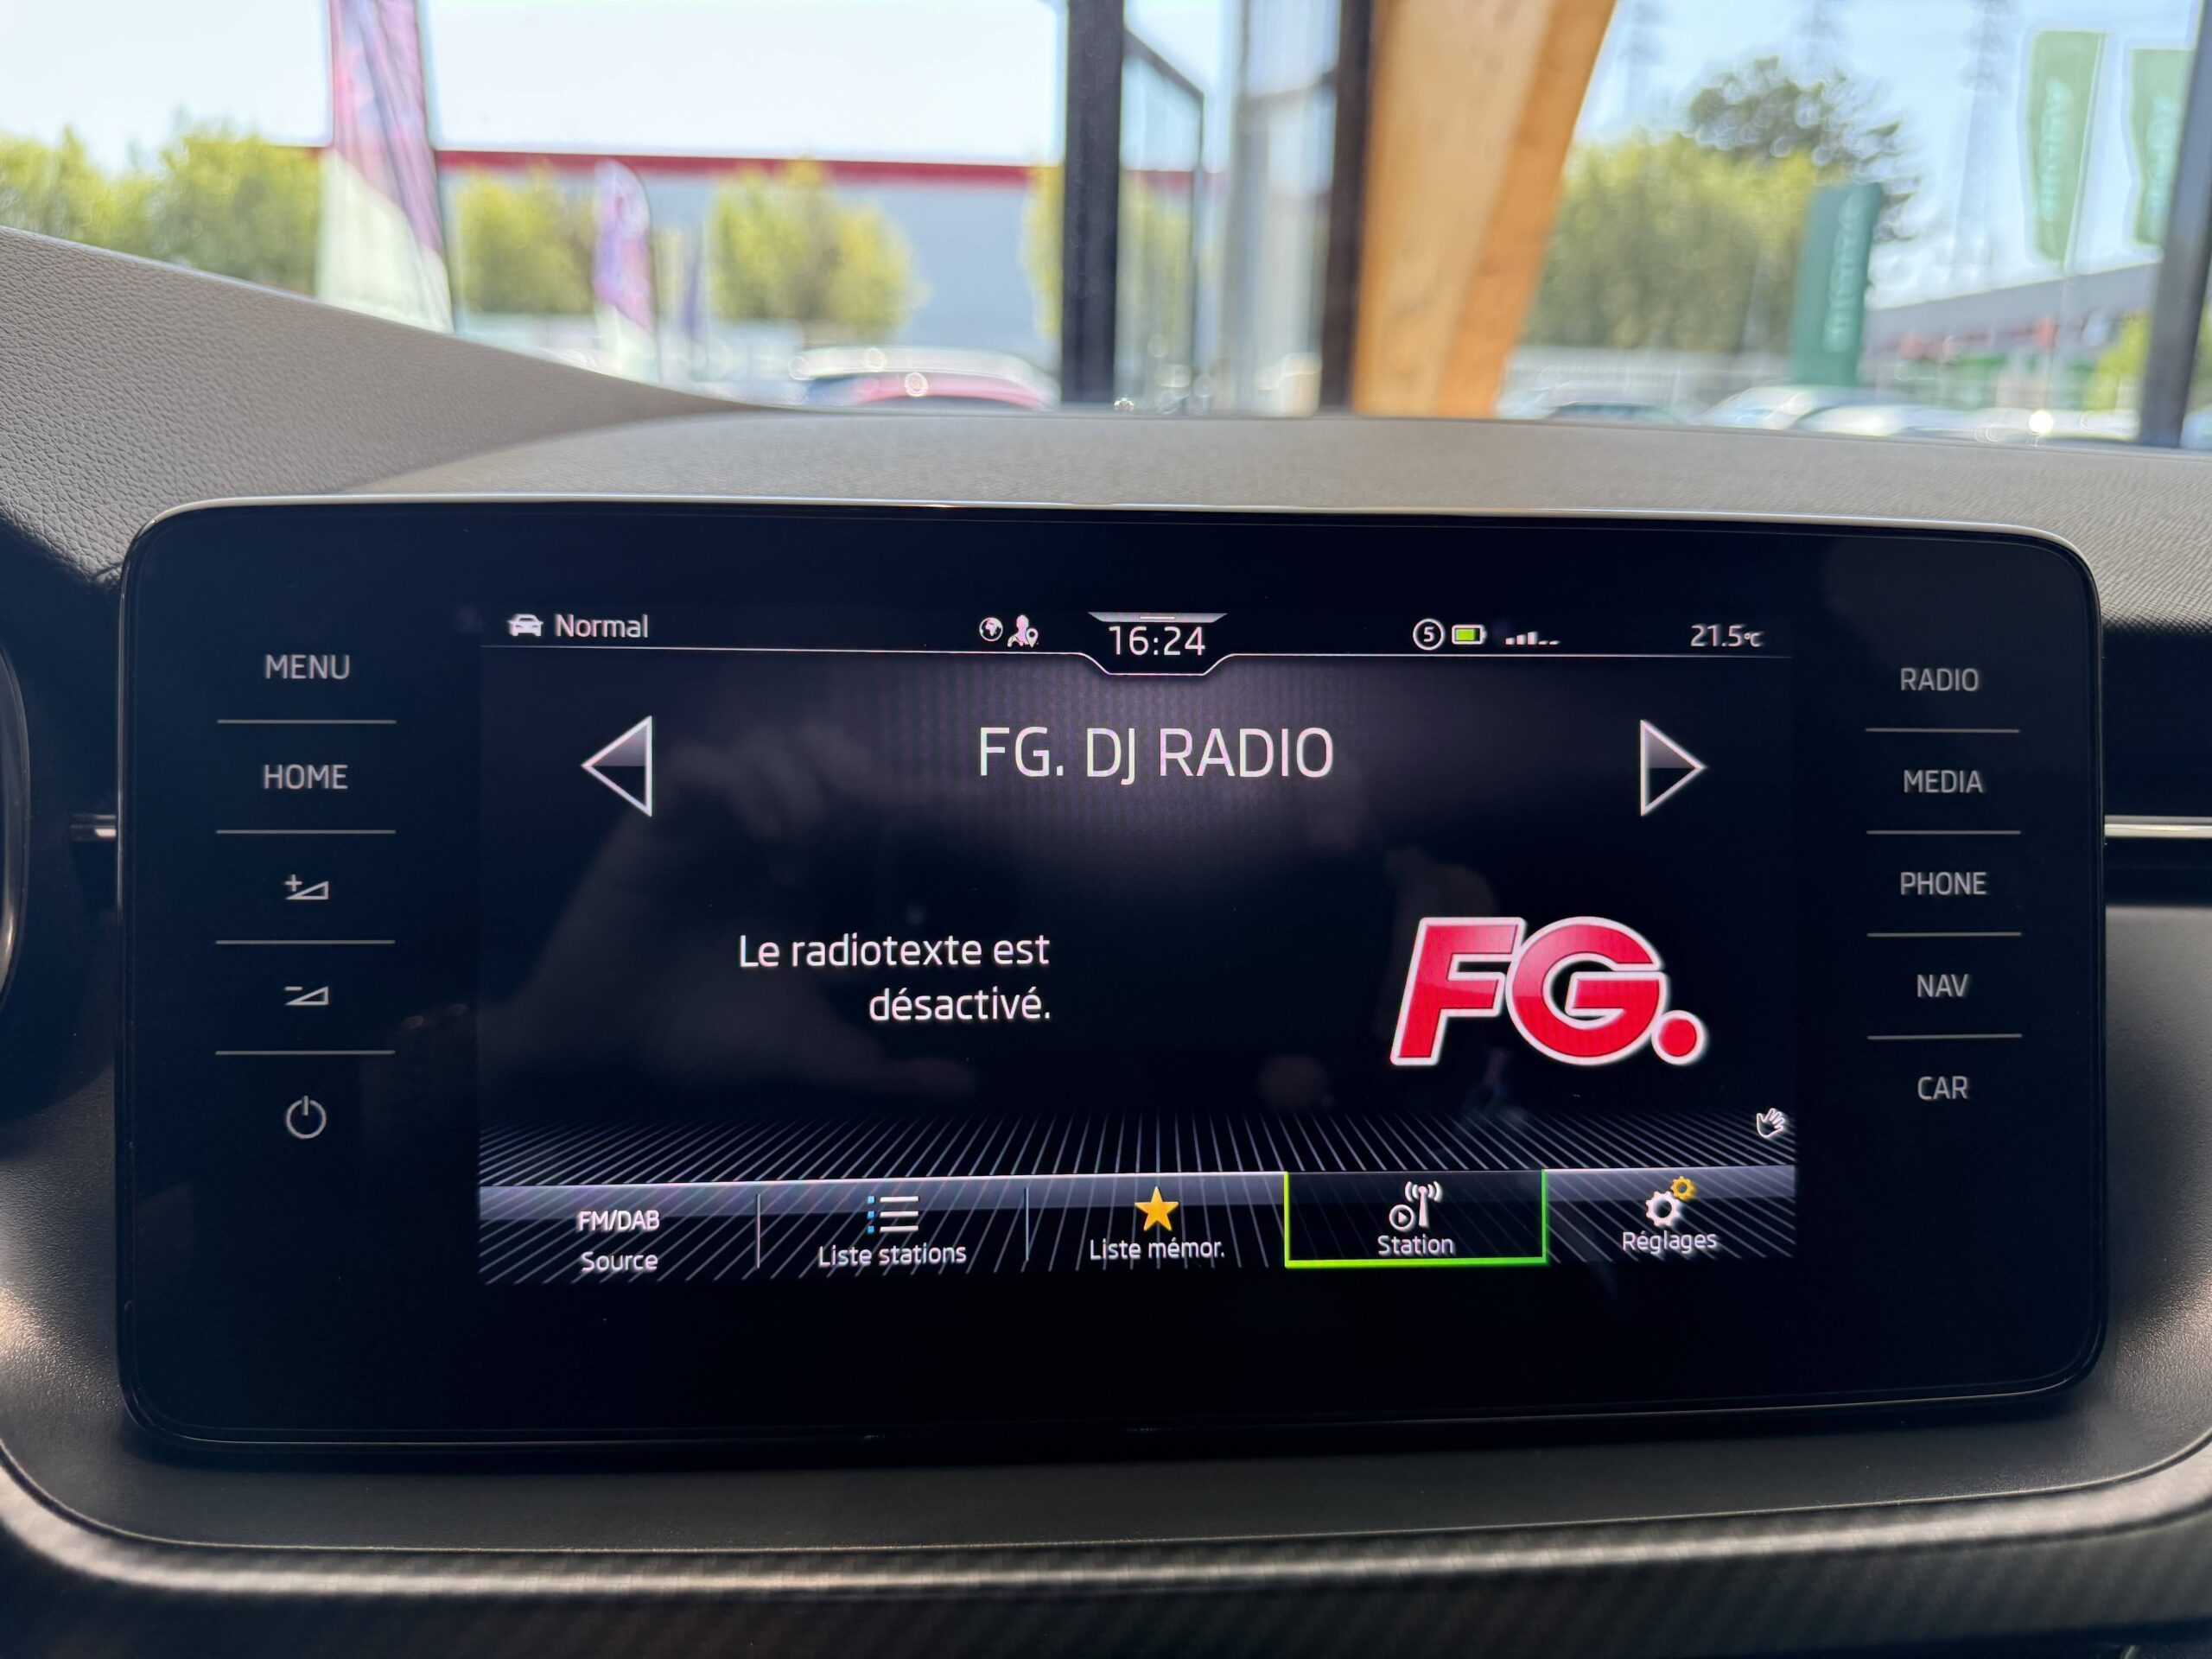 Normal
16:24
5
21.5°C
MENU
HOME
RADIO
MEDIA
PHONE
NAV
CAR
FG. DJ RADIO
Le radiotexte est
désactivé.
FG.
FM/DAB
Source
Liste stations
Liste mémor.
Station
Réglages